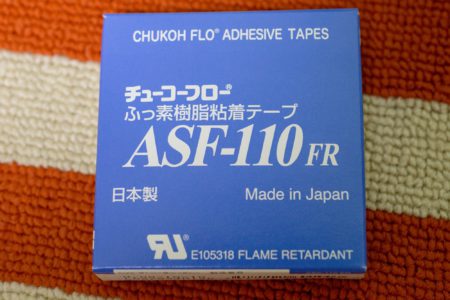 CHUKOH FLO® ADHESIVE TAPES
チューコーフロー®
ふっ素樹脂粘着テープ
ASF-110 FR
日本製 Made in Japan
E105318 FLAME RETARDANT